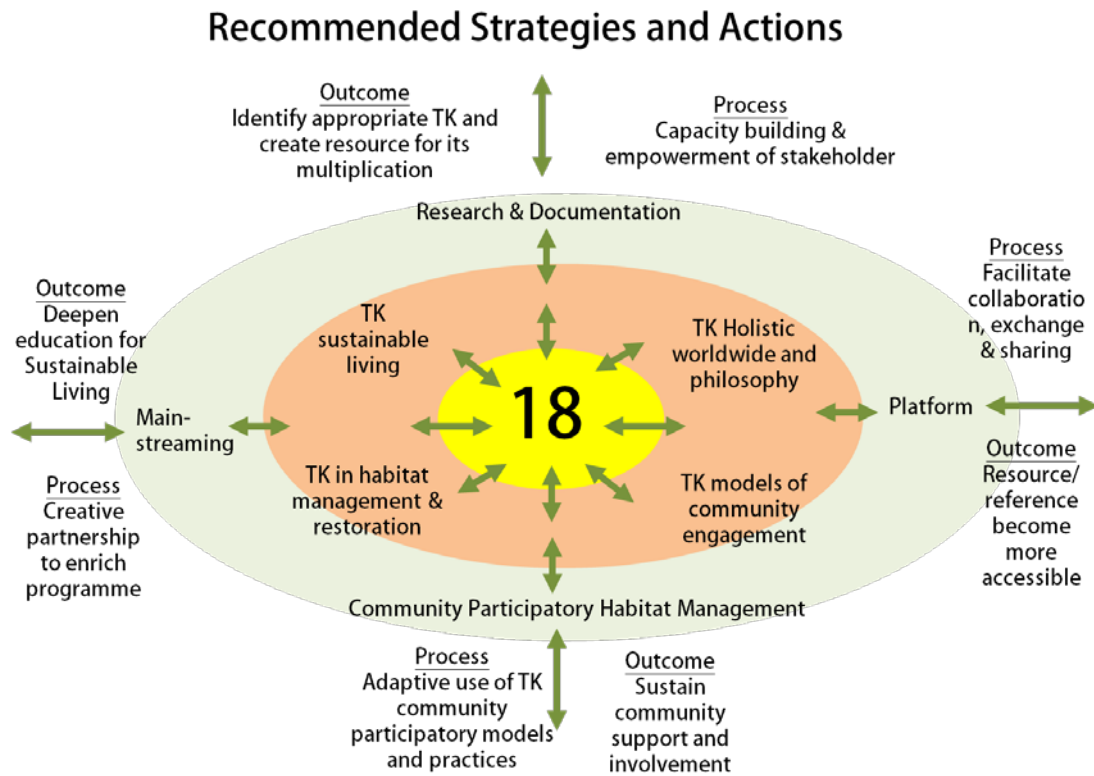 Recommended Strategies and Actions
Outcome
Identify appropriate TK and
create resource for its
multiplication
Process
Capacity building &
empowerment of stakeholder
Research & Documentation
Outcome
Deepen
education for
Sustainable
Living
Main-
streaming
Process
Creative
partnership
to enrich
programme
TK
sustainable
living
TK Holistic
worldwide and
philosophy
18
TK in habitat
management &
restoration
TK models of
community
engagement
Process
Facilitate
collaboratio
n, exchange
& sharing
Platform
Outcome
Resource/
reference
become
more
accessible
Community Participatory Habitat Management
Process
Adaptive use of TK
community
participatory models
and practices
Outcome
Sustain
community
support and
involvement